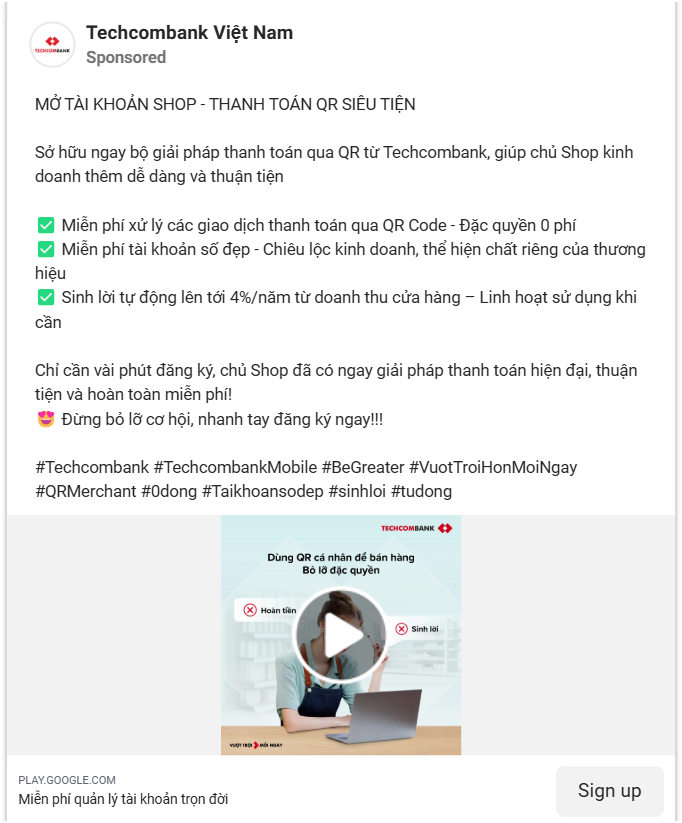 TECHCOMBANK
Techcombank Việt Nam
Sponsored
MỞ TÀI KHOẢN SHOP - THANH TOÁN QR SIÊU TIỆN
Sở hữu ngay bộ giải pháp thanh toán qua QR từ Techcombank, giúp chủ Shop kinh
doanh thêm dễ dàng và thuận tiện
✅ Miễn phí xử lý các giao dịch thanh toán qua QR Code - Đặc quyền 0 phí
✅ Miễn phí tài khoản số đẹp - Chiêu lộc kinh doanh, thể hiện chất riêng của thương
hiệu
✅ Sinh lời tự động lên tới 4%/năm từ doanh thu cửa hàng – Linh hoạt sử dụng khi
cần
Chỉ cần vài phút đăng ký, chủ Shop đã có ngay giải pháp thanh toán hiện đại, thuận
tiện và hoàn toàn miễn phí!
😍 Đừng bỏ lỡ cơ hội, nhanh tay đăng ký ngay!!!
#Techcombank #TechcombankMobile #BeGreater #VuotTroiHonMoiNgay
#QRMerchant #0dong #Taikhoansodep #sinhloi #tudong
TECHCOMBANK
Dùng QR cá nhân để bán hàng
Bỏ lỡ đặc quyền
Hoàn tiền
Sinh lời
VƯỢT TRỘI MỖI NGÀY
PLAY.GOOGLE.COM
Miễn phí quản lý tài khoản trọn đời
Sign up